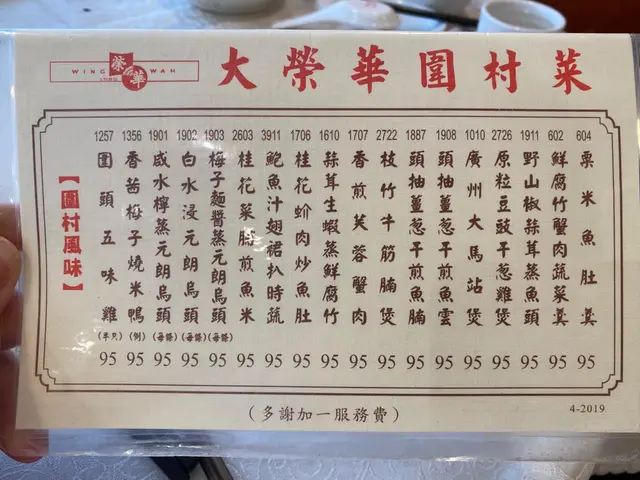 WING WAH
榮華
大榮華圍村菜
604 粟米魚肚羹 95
602 鮮腐竹蟹肉蔬菜羹 95
1911 野山椒蒜茸蒸魚頭 95
2726 原粒豆豉干葱雞煲 95
1010 廣州大馬站煲 95
1908 頭抽薑葱干煎魚雲 95
1887 頭抽薑葱干煎魚腩 95
2722 枝竹牛筋腩煲 95
1707 香煎芙蓉蟹肉 95
1610 蒜茸生蝦蒸鮮腐竹 95
1706 桂花蚧肉炒魚肚 95
3911 鮑魚汁翅裙扒時蔬 95
2603 桂花菜脯煎魚米 95
1903 梅子麵醬蒸元朗烏頭 (每條) 95
1902 白水浸元朗烏頭 (每條) 95
1901 咸水檸蒸元朗烏頭 (每條) 95
1356 香茜梅子燒米鴨 (例) 95
1257 圍頭五味雞 (半只) 95
【圍村風味】
(多謝加一服務費)
4-2019